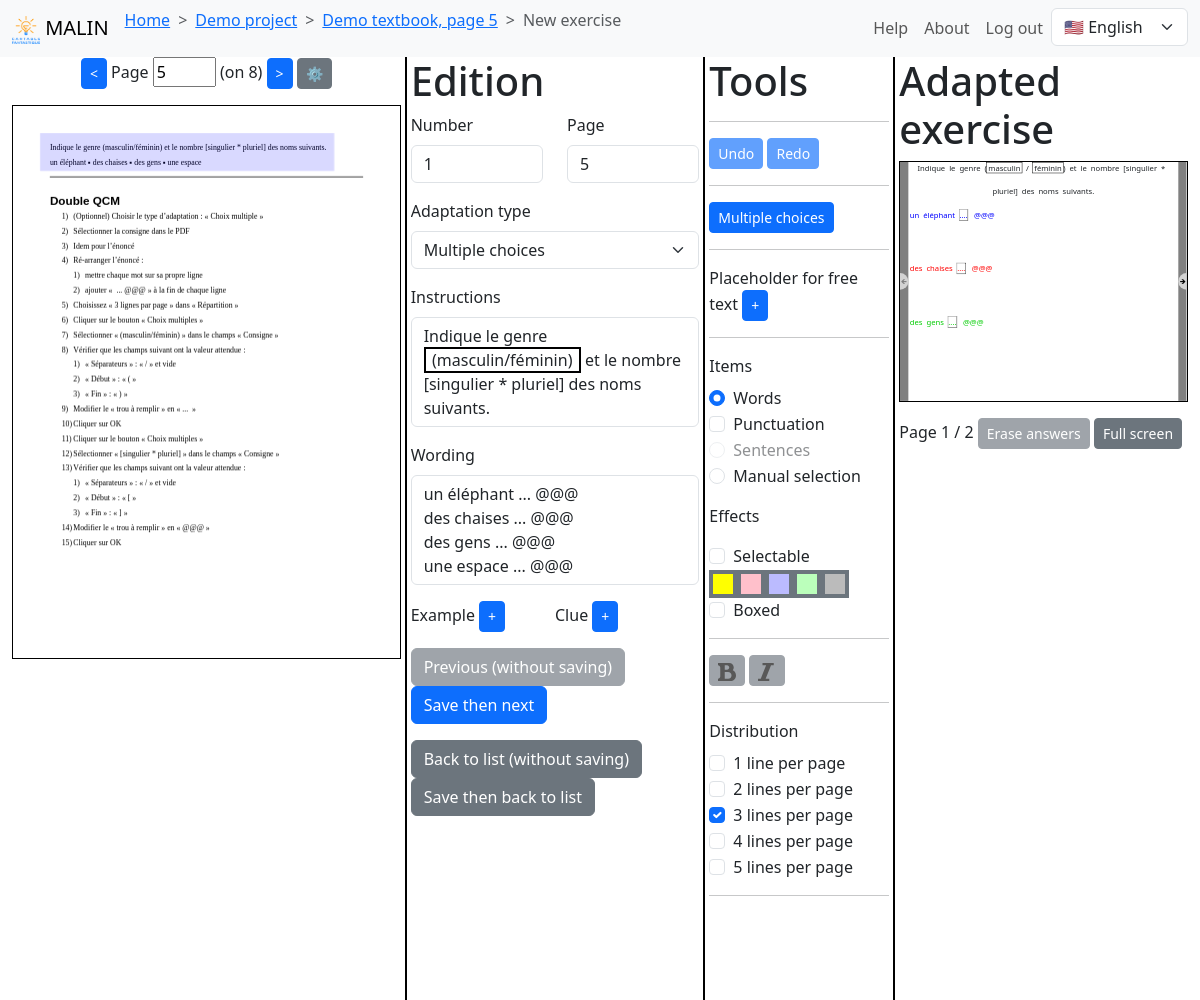 MALIN
Home > Demo project > Demo textbook, page 5 > New exercise
Help About Log out 🇺🇸 English
< Page 5 (on 8) > ⚙️
Indique le genre (masculin/féminin) et le nombre [singulier * pluriel] des noms suivants.
un éléphant • des chaises • des gens • une espace
Double QCM
1) (Optionnel) Choisir le type d'adaptation : « Choix multiple »
2) Sélectionner la consigne dans le PDF
3) Idem pour l'énoncé
4) Ré-arranger l'énoncé :
1) mettre chaque mot sur sa propre ligne
2) ajouter « ... @@@ » à la fin de chaque ligne
5) Choisissez « 3 lignes par page » dans « Répartition »
6) Cliquer sur le bouton « Choix multiples »
7) Sélectionner « (masculin/féminin) » dans le champs « Consigne »
8) Vérifier que les champs suivant ont la valeur attendue :
1) « Séparateurs » : « / » et vide
2) « Début » : « ( »
3) « Fin » : « ) »
9) Modifier le « trou à remplir » en « ... »
10) Cliquer sur OK
11) Cliquer sur le bouton « Choix multiples »
12) Sélectionner « [singulier * pluriel] » dans le champs « Consigne »
13) Vérifier que les champs suivant ont la valeur attendue :
1) « Séparateurs » : « / » et vide
2) « Début » : « [ »
3) « Fin » : « ] »
14) Modifier le « trou à remplir » en « @@@ »
15) Cliquer sur OK
Edition
Number Page
1 5
Adaptation type
Multiple choices
Instructions
Indique le genre
(masculin/féminin) et le nombre
[singulier * pluriel] des noms
suivants.
Wording
un éléphant ... @@@
des chaises ... @@@
des gens ... @@@
une espace ... @@@
Example + Clue +
Previous (without saving)
Save then next
Back to list (without saving)
Save then back to list
Tools
Undo Redo
Multiple choices
Placeholder for free
text +
Items
Words
Punctuation
Sentences
Manual selection
Effects
Selectable
Boxed
B I
Distribution
1 line per page
2 lines per page
3 lines per page
4 lines per page
5 lines per page
Adapted
exercise
Indique le genre (masculin / féminin) et le nombre [singulier *
pluriel] des noms suivants.
un éléphant ... @@@
des chaises ... @@@
des gens ... @@@
Page 1 / 2 Erase answers Full screen